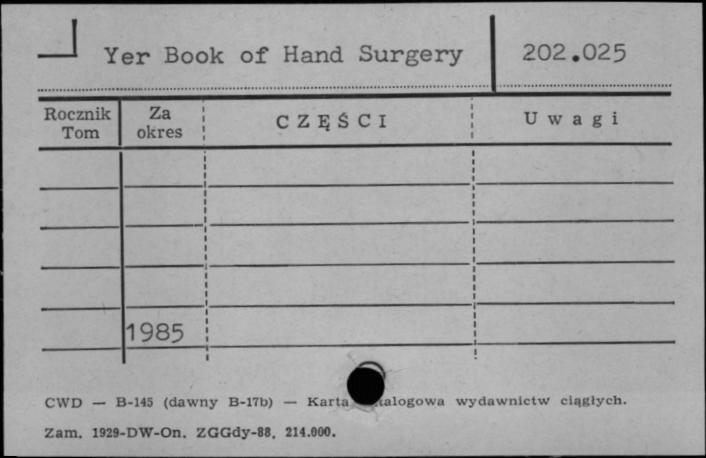 Yer Book of Hand Surgery 202.025
Rocznik Tom Za okres CZĘŚCI Uwagi
1985
CWD — B-145 (dawny B-17b) — Karta talogowa wydawnictw ciągłych.
Zam. 1929-DW-On. ZGGdy-88, 214.000.